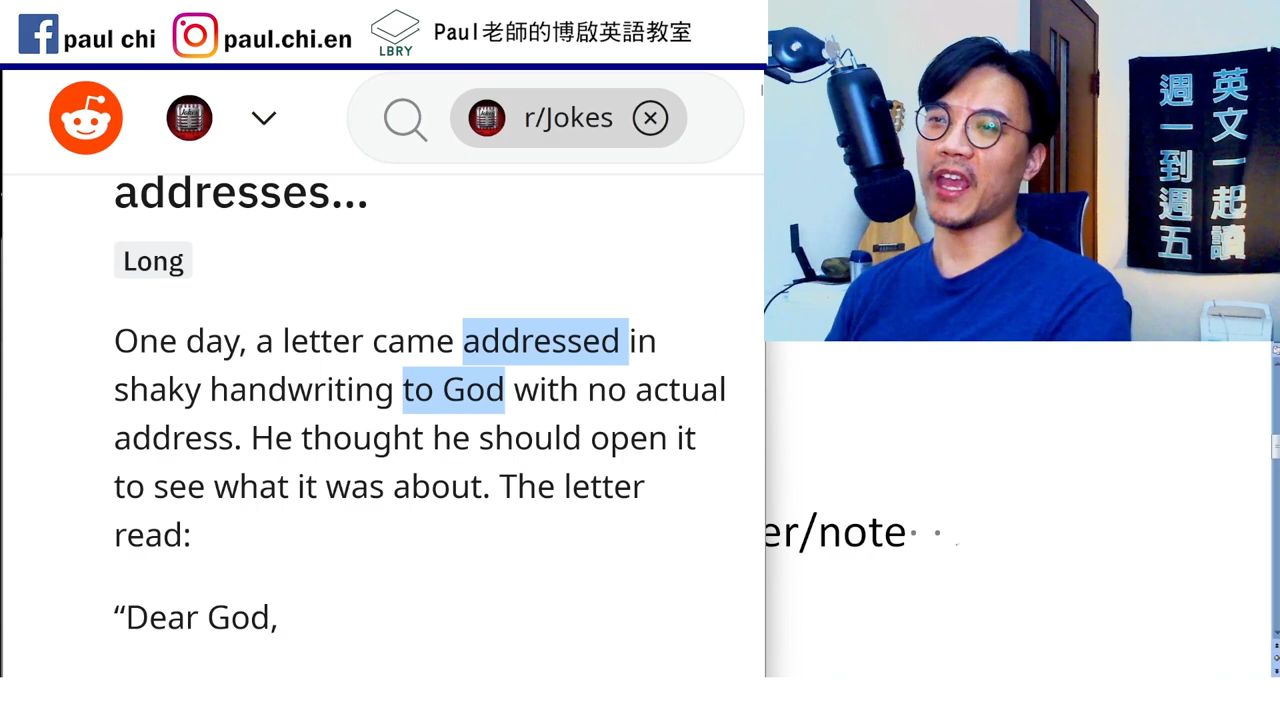 paul chi
paul.chi.en
LBRY
Paul老師的博啟英語教室
r/Jokes
addresses...
Long
One day, a letter came addressed in
shaky handwriting to God with no actual
address. He thought he should open it
to see what it was about. The letter
read:
“Dear God,
英文一起讀
週一到週五
er/note